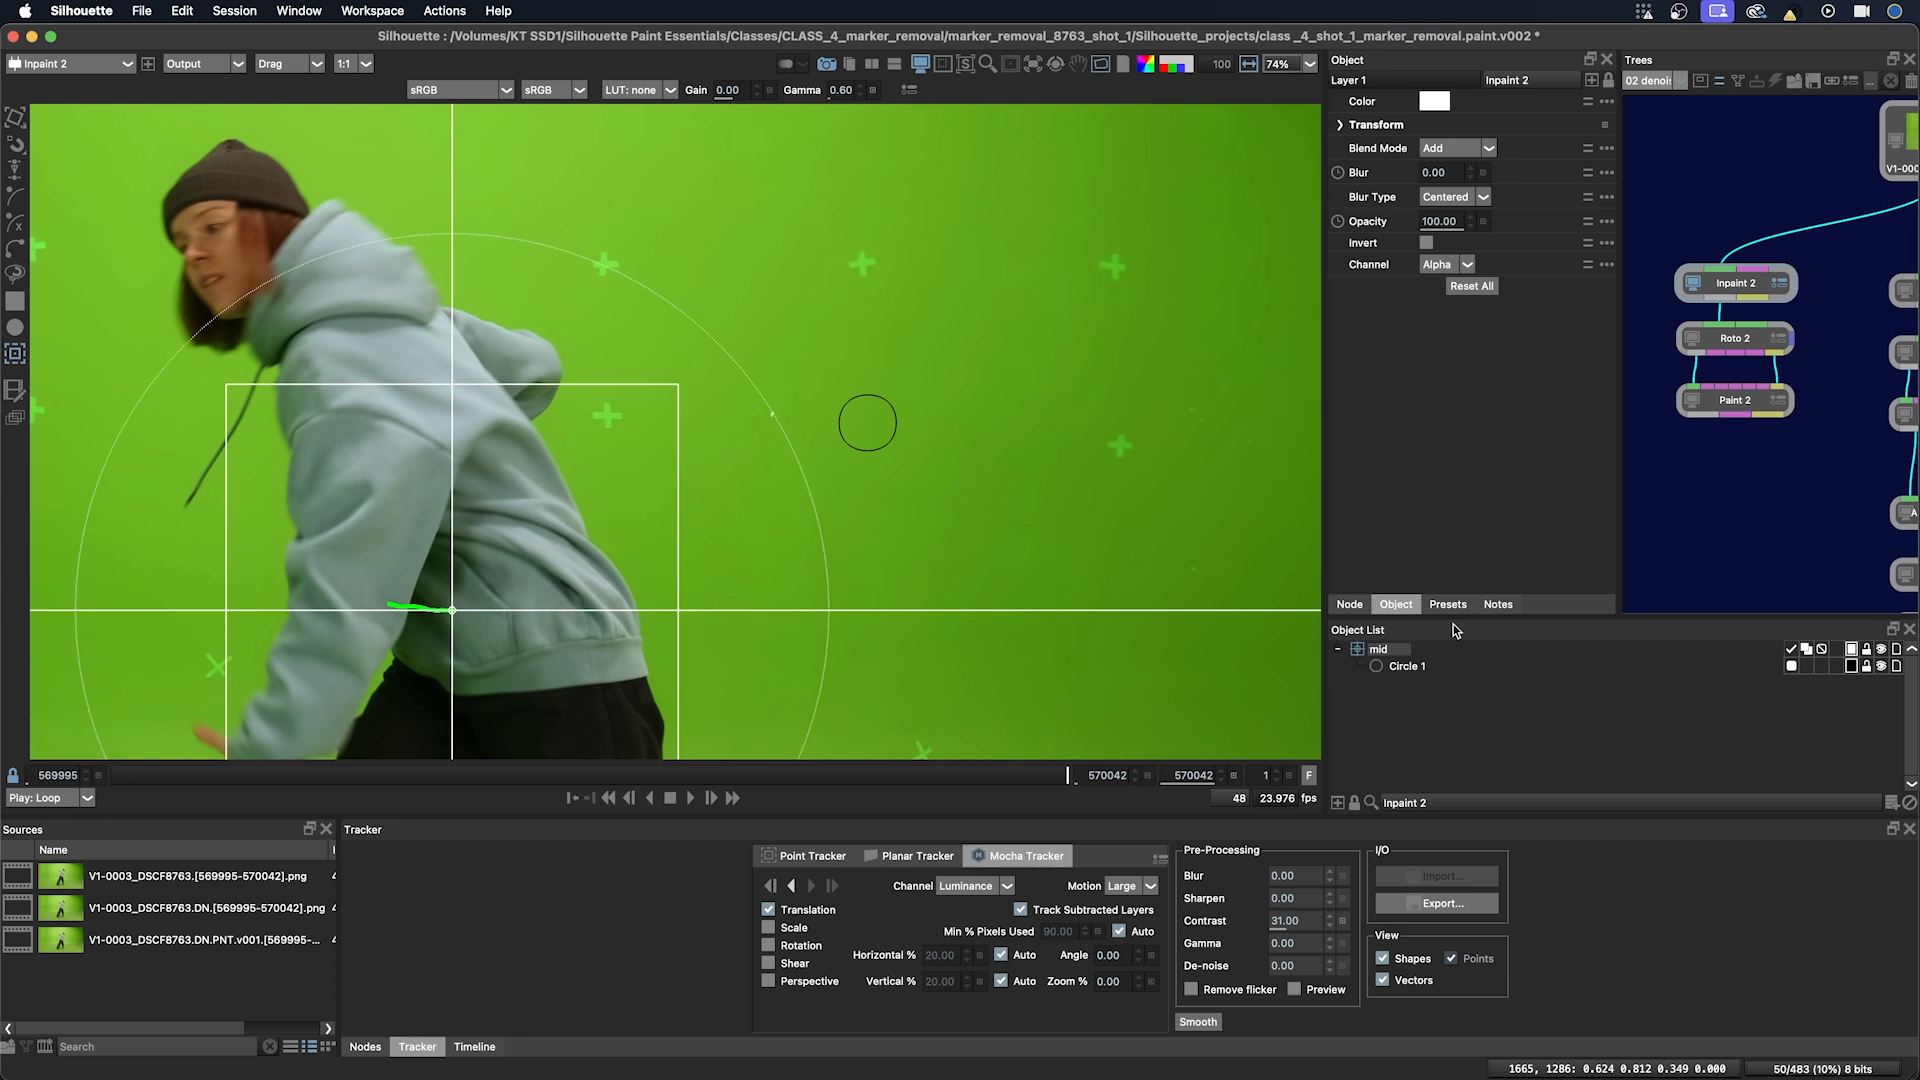 Silhouette File Edit Session Window Workspace Actions Help
Silhouette : /Volumes/KT SSD1/Silhouette Paint Essentials/Classes/CLASS_4_marker_removal/marker_removal_8763_shot_1/Silhouette_projects/class _4_shot_1_marker_removal.paint.v002 *
Inpaint 2 Output Drag 1:1 100 74%
sRGB sRGB LUT: none Gain 0.00 Gamma 0.60
Object
Layer 1 Inpaint 2
Color
Transform
Blend Mode Add
Blur 0.00
Blur Type Centered
Opacity 100.00
Invert
Channel Alpha
Reset All
Node Object Presets Notes
Trees
02 denoi
V1-000
Inpaint 2
Roto 2
Paint 2
A
Object List
mid
Circle 1
Inpaint 2
569995 570042 570042 1 F
Play: Loop 48 23.976 fps
Sources
Name
V1-0003_DSCF8763.[569995-570042].png 4
V1-0003_DSCF8763.DN.[569995-570042].png 4
V1-0003_DSCF8763.DN.PNT.v001.[569995-... 4
Search
Tracker
Point Tracker Planar Tracker Mocha Tracker
Channel Luminance Motion Large
Translation Track Subtracted Layers
Scale Min % Pixels Used 90.00 Auto
Rotation
Shear Horizontal % 20.00 Auto Angle 0.00
Perspective Vertical % 20.00 Auto Zoom % 0.00
Pre-Processing
Blur 0.00
Sharpen 0.00
Contrast 31.00
Gamma 0.00
De-noise 0.00
Remove flicker Preview
Smooth
I/O
Import...
Export...
View
Shapes Points
Vectors
Nodes Tracker Timeline
1665, 1286: 0.624 0.812 0.349 0.000 50/483 (10%) 8 bits